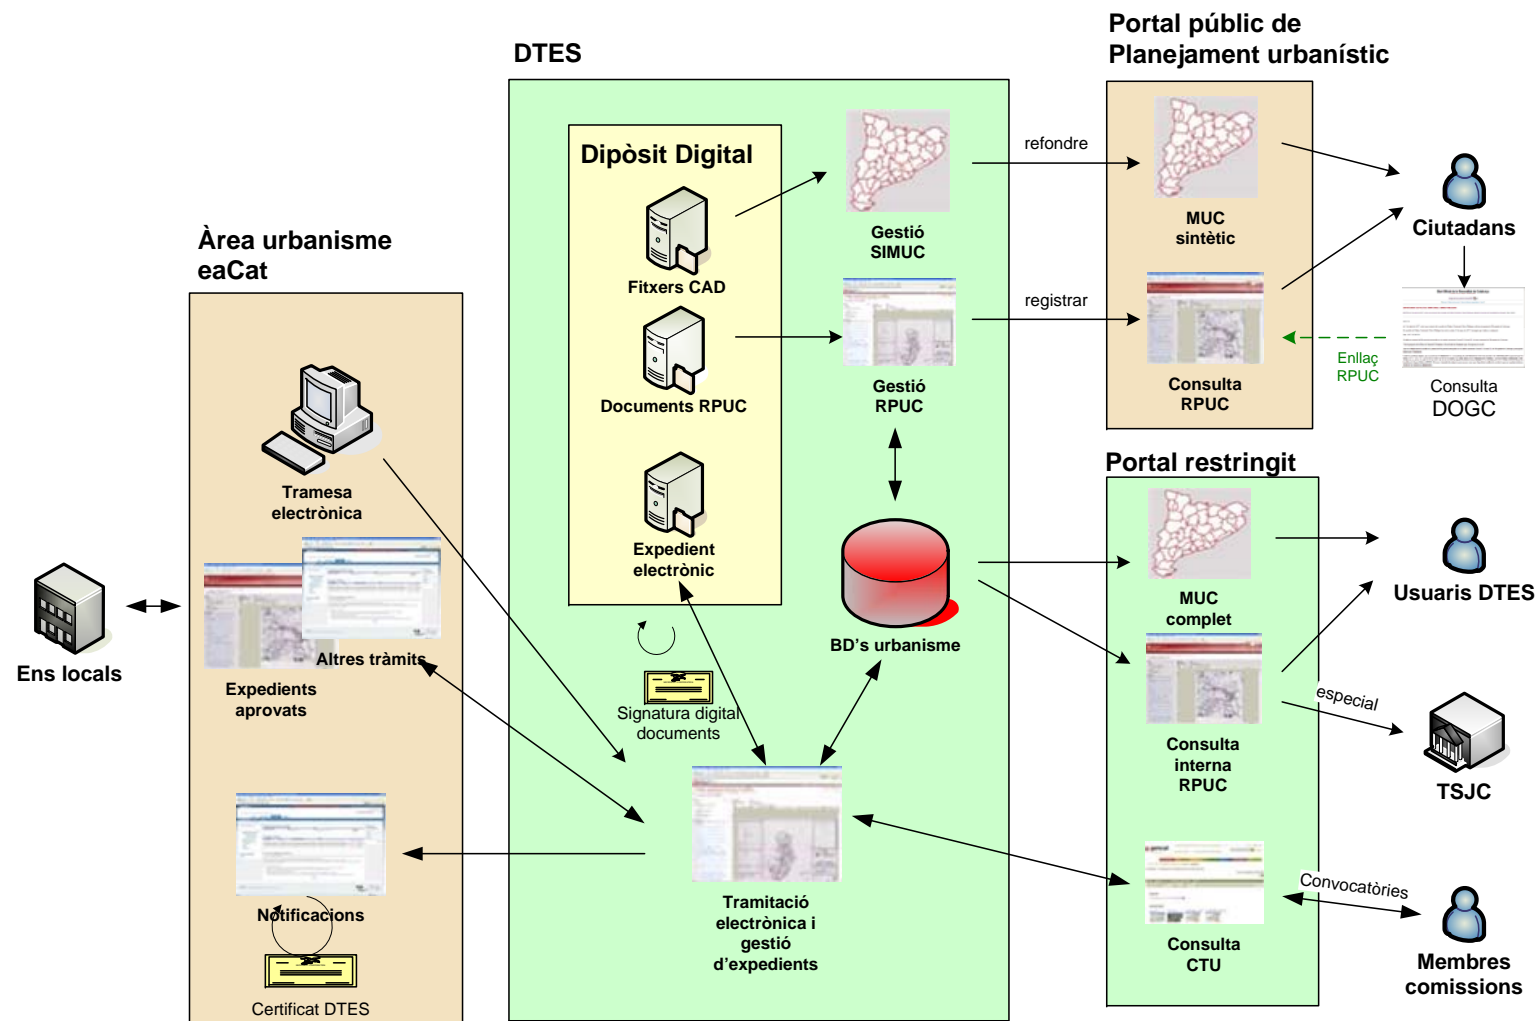 Portal públic de
Planejament urbanístic
DTES
Dipòsit Digital
Fitxers CAD
Documents RPUC
Expedient
electrònic
Gestió
SIMUC
Gestió
RPUC
BD's urbanisme
Signatura digital
documents
Tramitació
electrònica i
gestió
d'expedients
refondre
registrar
MUC
sintètic
Consulta
RPUC
Ciutadans
Enllaç
RPUC
Consulta
DOGC
Àrea urbanisme
eaCat
Tramesa
electrònica
Altres tràmits
Expedients
aprovats
Notificacions
Certificat DTES
Ens locals
Portal restringit
MUC
complet
Consulta
interna
RPUC
Consulta
CTU
Usuaris DTES
especial
TSJC
Convocatòries
Membres
comissions